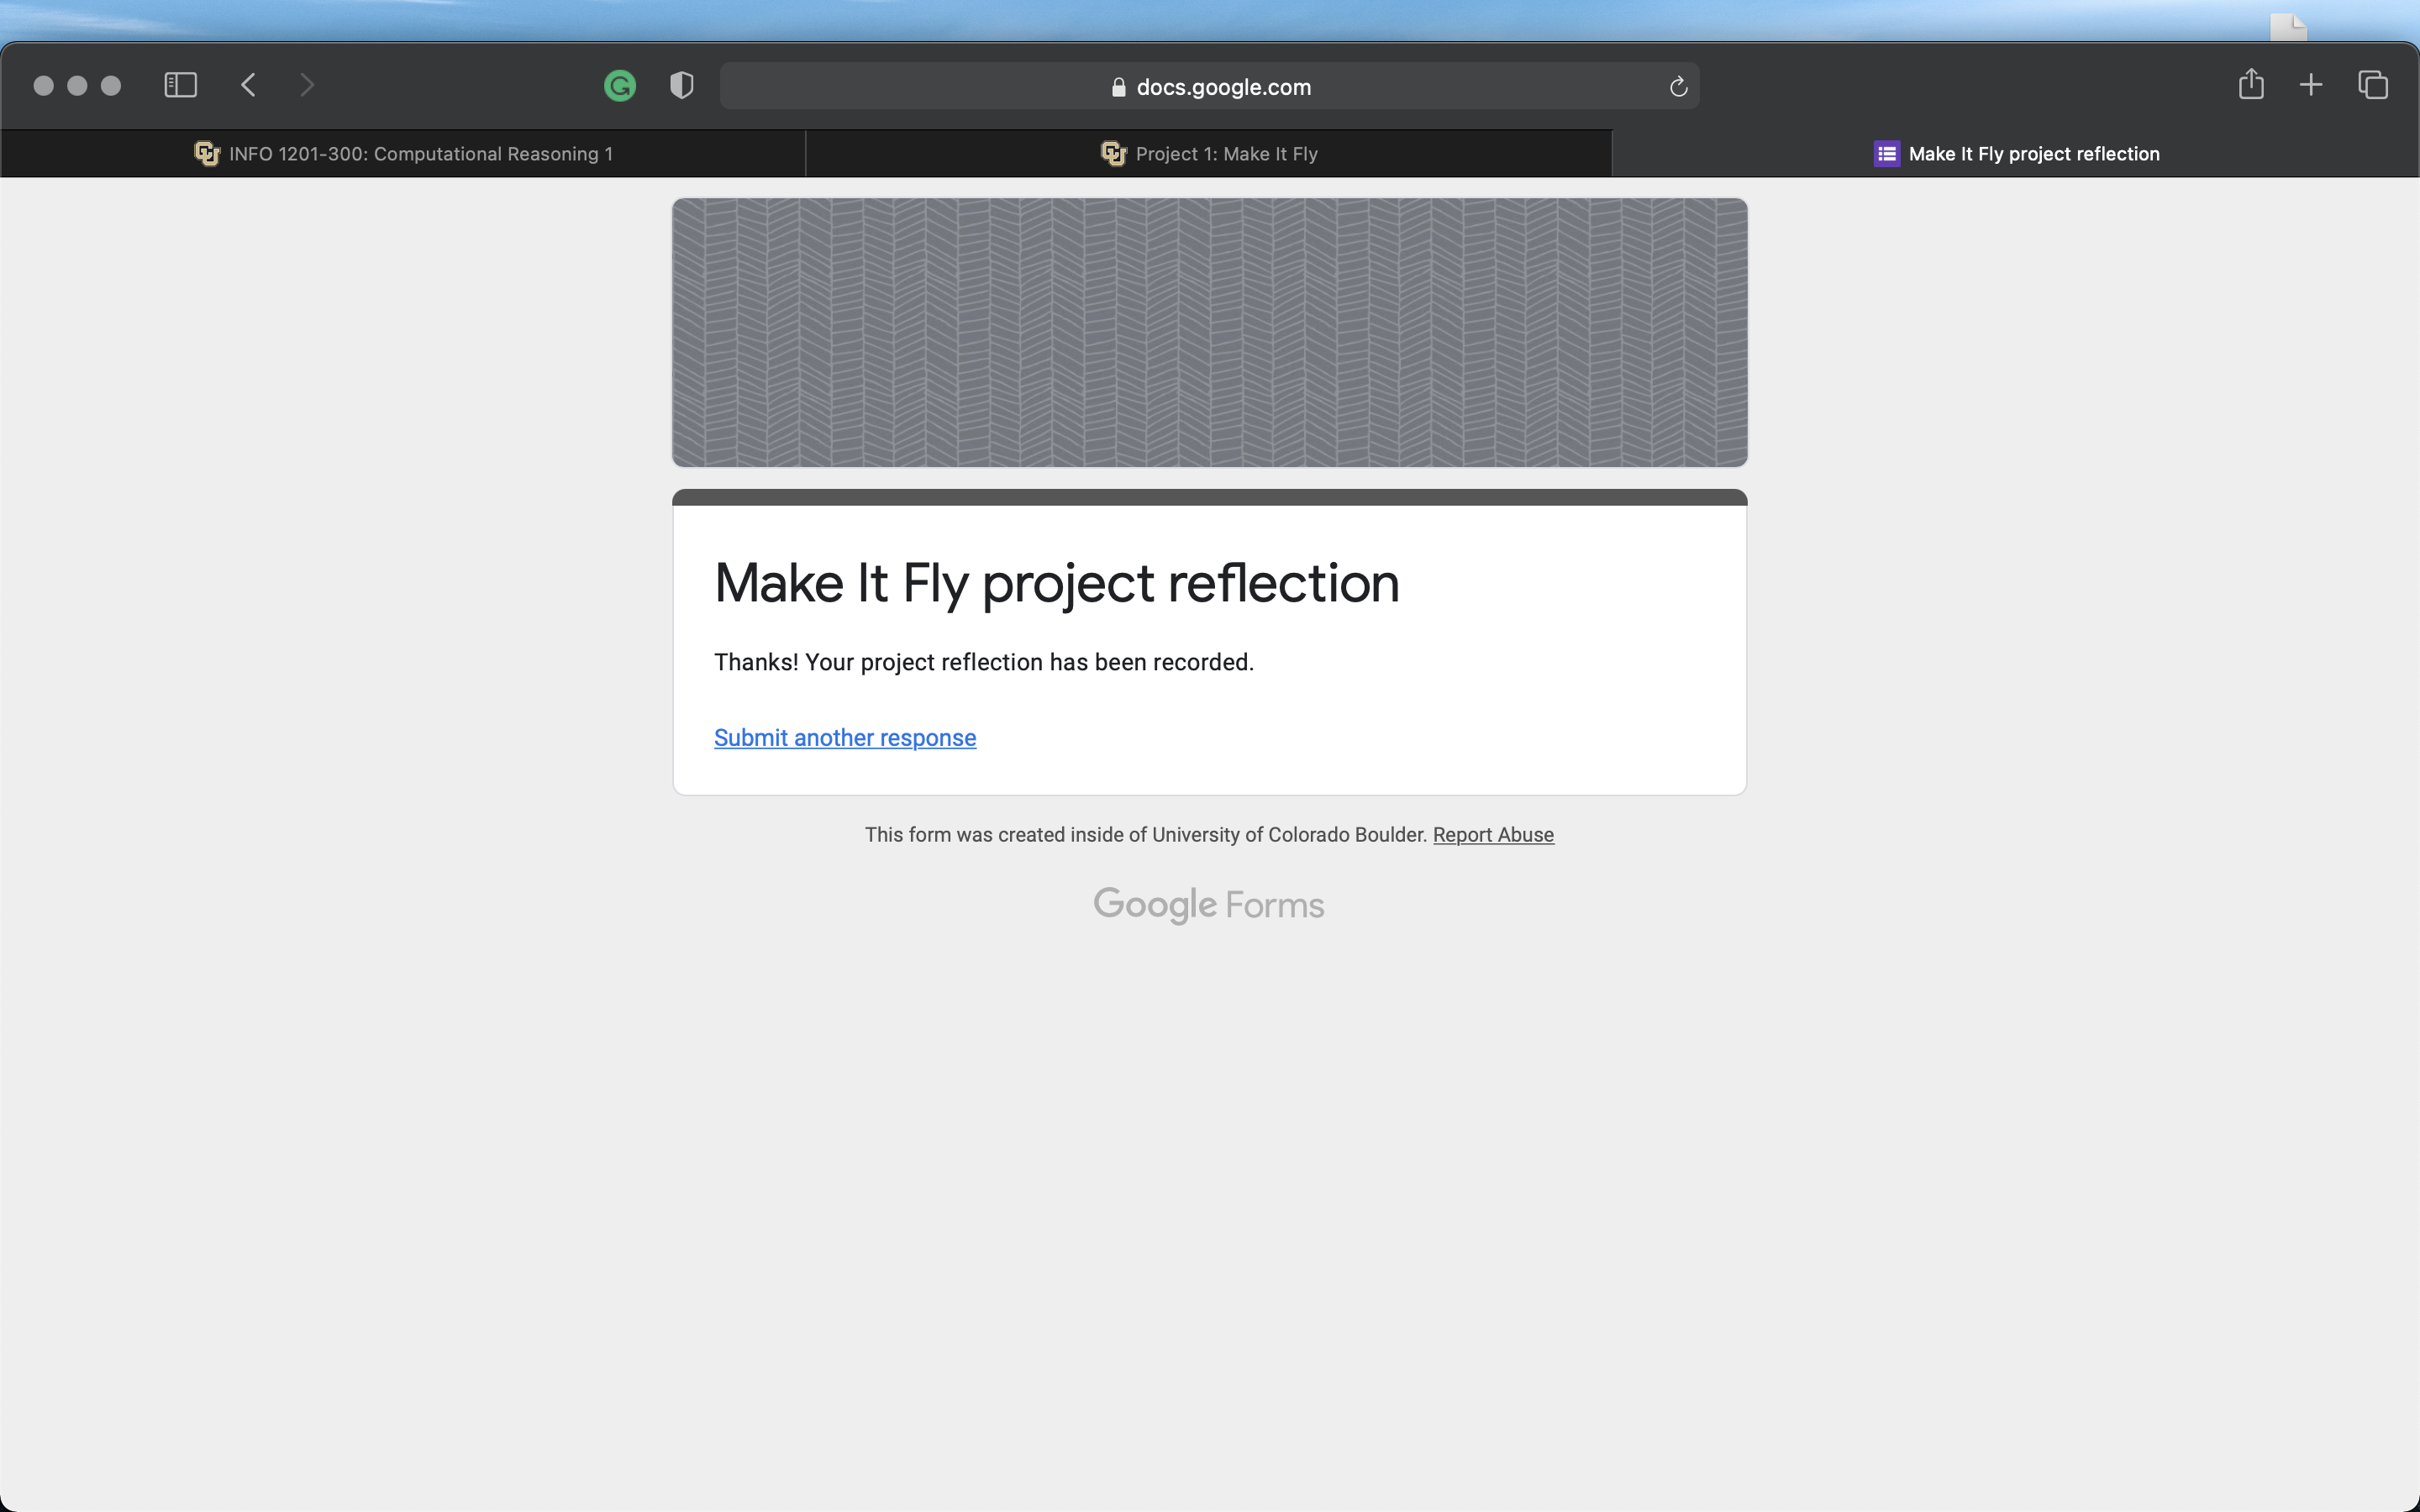 docs.google.com
INFO 1201-300: Computational Reasoning 1
Project 1: Make It Fly
Make It Fly project reflection
Make It Fly project reflection
Thanks! Your project reflection has been recorded.
Submit another response
This form was created inside of University of Colorado Boulder. Report Abuse
Google Forms